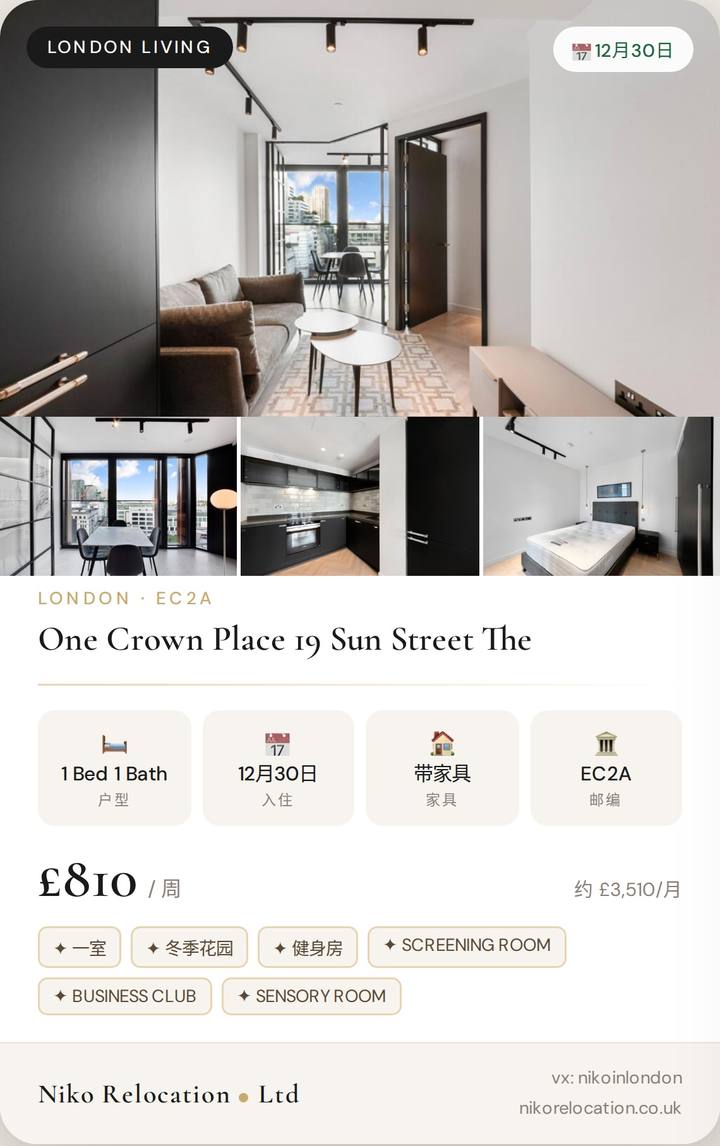 LONDON LIVING
📅12月30日
LONDON · EC2A
One Crown Place 19 Sun Street The
1 Bed 1 Bath
户型
12月30日
入住
带家具
家具
EC2A
邮编
£810 / 周
约 £3,510/月
✦ 一室
✦ 冬季花园
✦ 健身房
✦ SCREENING ROOM
✦ BUSINESS CLUB
✦ SENSORY ROOM
Niko Relocation ● Ltd
vx: nikoinlondon
nikorelocation.co.uk